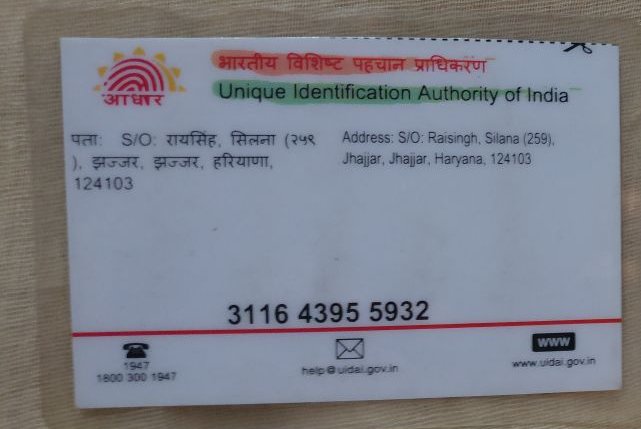 भारतीय विशिष्ट पहचान प्राधिकरण
Unique Identification Authority of India
आधार
पता: S/O: रायसिंह, सिलना (२५९
), झज्जर, झज्जर, हरियाणा,
124103
Address: S/O: Raisingh, Silana (259),
Jhajjar, Jhajjar, Haryana, 124103
3116 4395 5932
1947
1800 300 1947
help@uidai.gov.in
www
www.uidai.gov.in